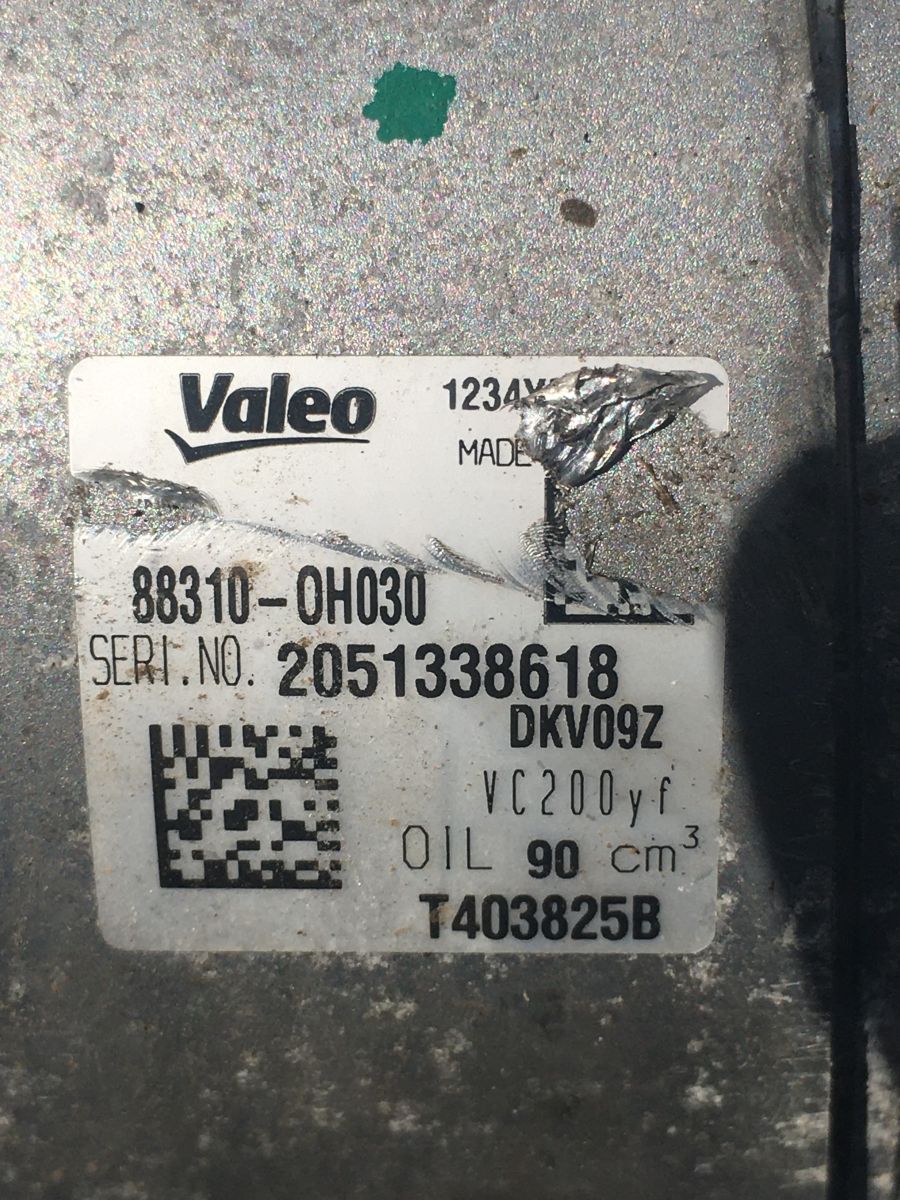 Valeo
1234Y
MADE
88310-0H030
SERI.NO. 2051338618
DKV09Z
VC200yf
OIL 90 cm³
T403825B